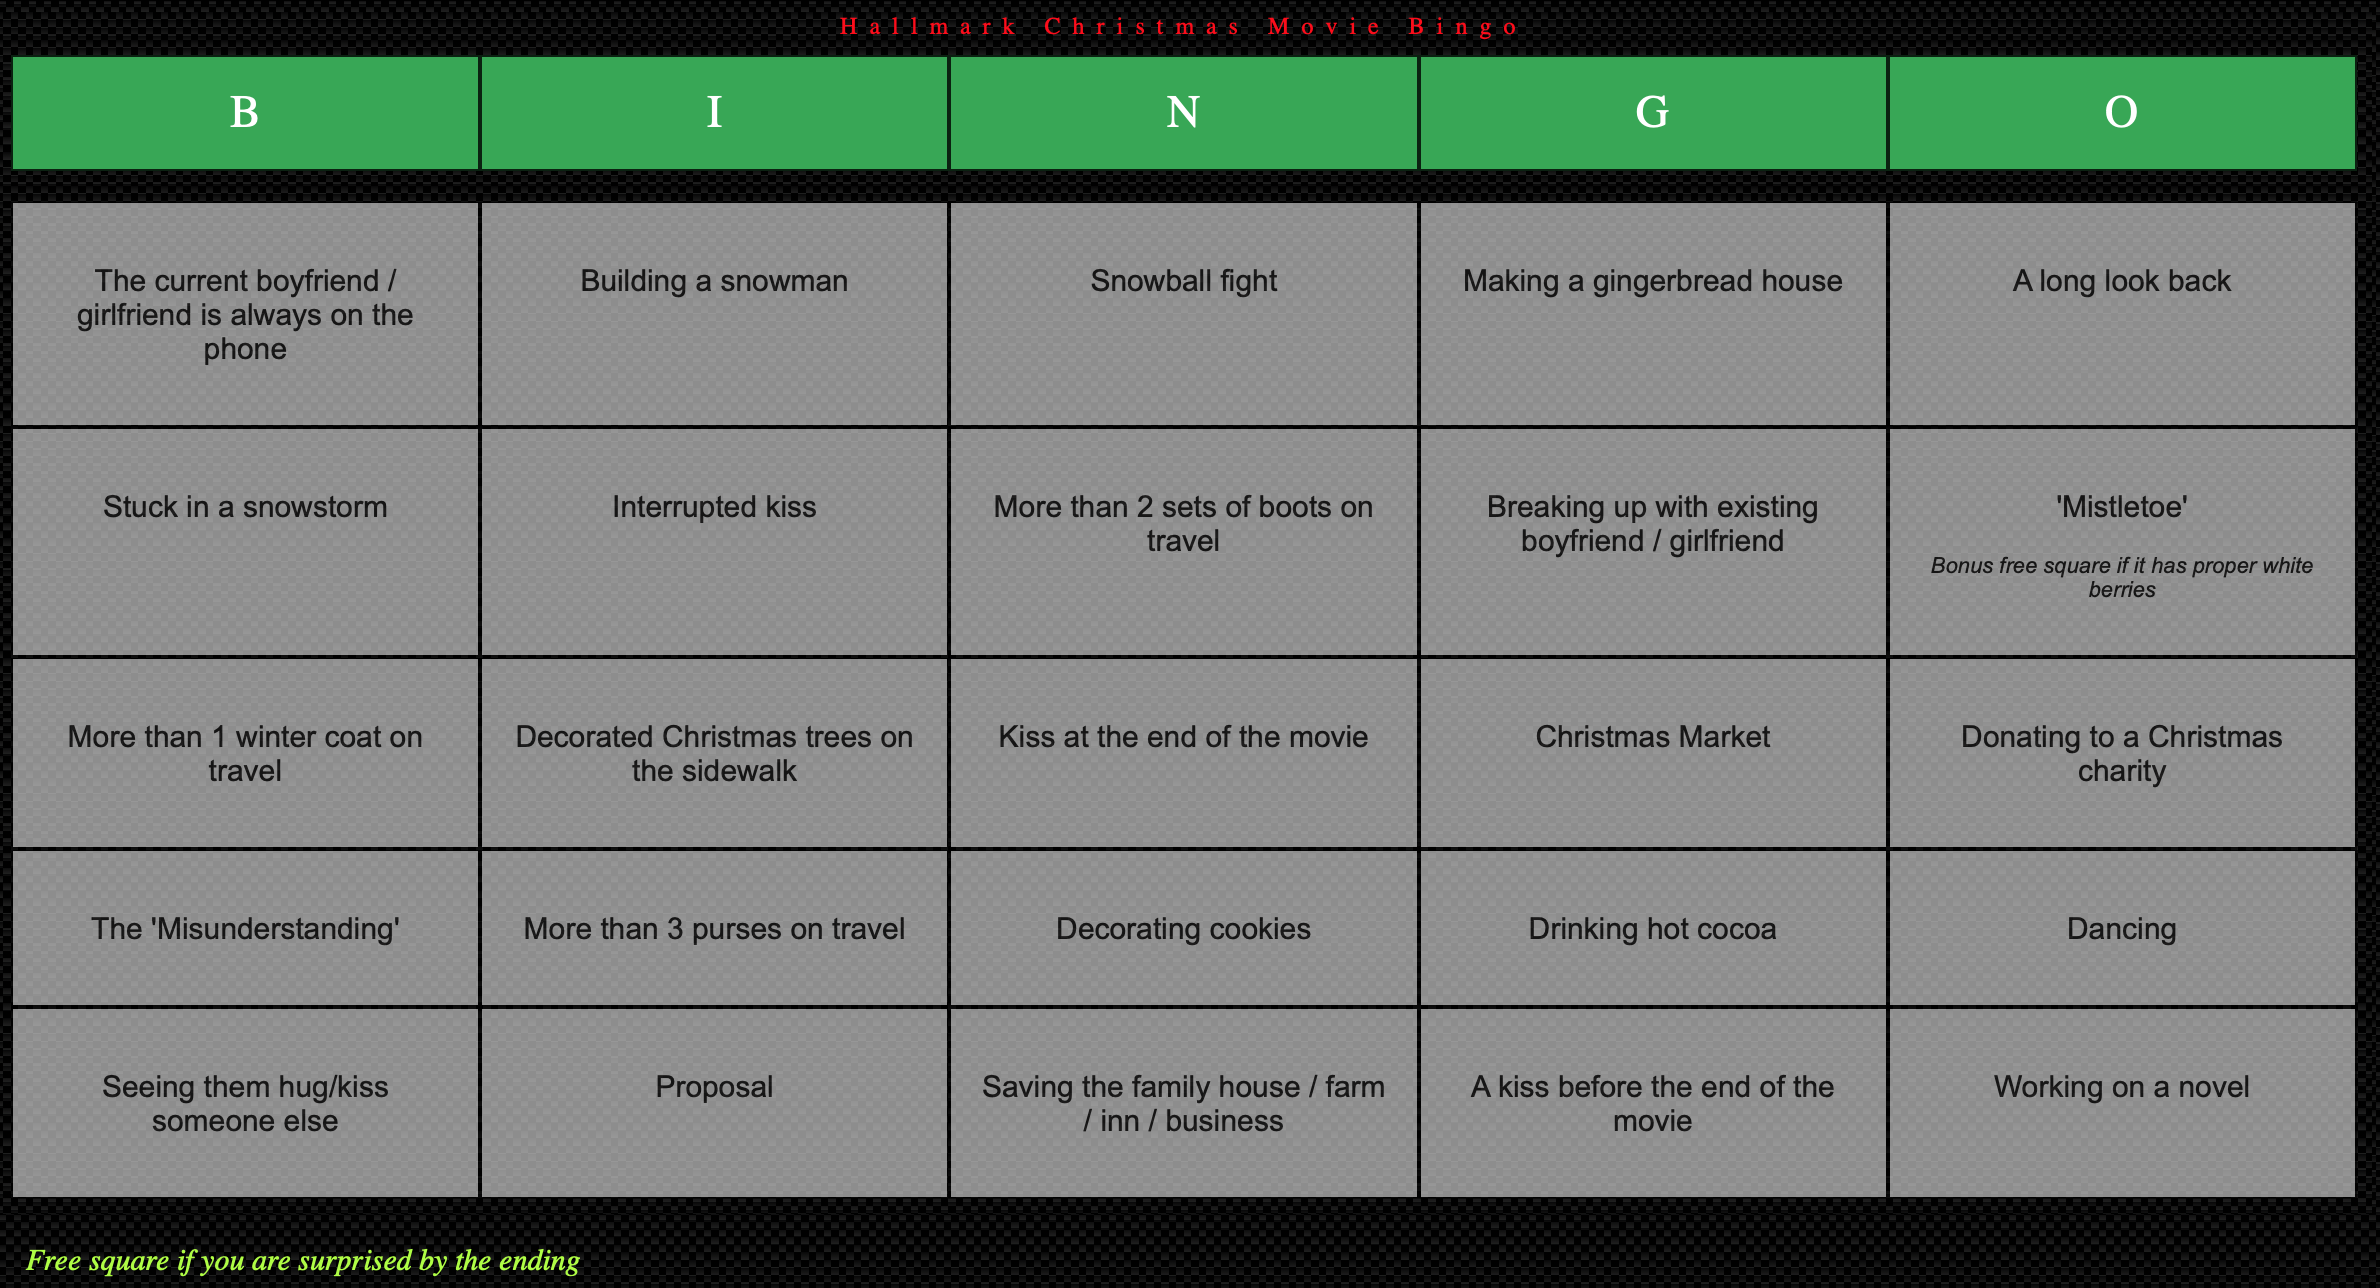 Hallmark Christmas Movie Bingo
B I N G O
The current boyfriend /
girlfriend is always on the
phone
Building a snowman
Snowball fight
Making a gingerbread house
A long look back
Stuck in a snowstorm
Interrupted kiss
More than 2 sets of boots on
travel
Breaking up with existing
boyfriend / girlfriend
'Mistletoe'
Bonus free square if it has proper white
berries
More than 1 winter coat on
travel
Decorated Christmas trees on
the sidewalk
Kiss at the end of the movie
Christmas Market
Donating to a Christmas
charity
The 'Misunderstanding'
More than 3 purses on travel
Decorating cookies
Drinking hot cocoa
Dancing
Seeing them hug/kiss
someone else
Proposal
Saving the family house / farm
/ inn / business
A kiss before the end of the
movie
Working on a novel
Free square if you are surprised by the ending